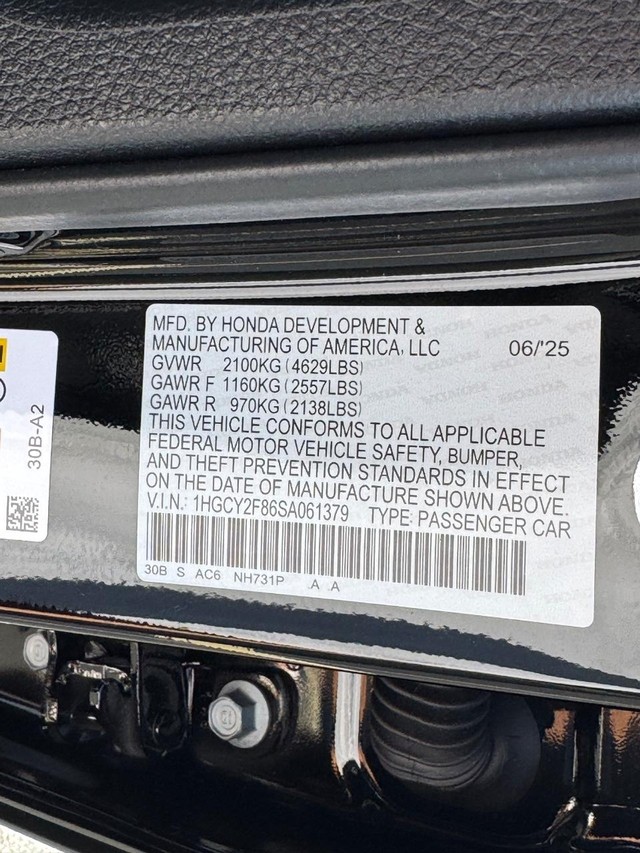 MFD. BY HONDA DEVELOPMENT &
MANUFACTURING OF AMERICA, LLC 06/'25
GVWR 2100KG (4629LBS)
GAWR F 1160KG (2557LBS)
GAWR R 970KG (2138LBS)
THIS VEHICLE CONFORMS TO ALL APPLICABLE
FEDERAL MOTOR VEHICLE SAFETY, BUMPER,
AND THEFT PREVENTION STANDARDS IN EFFECT
ON THE DATE OF MANUFACTURE SHOWN ABOVE.
V.I.N.: 1HGCY2F86SA061379 TYPE: PASSENGER CAR
30B S AC6 NH731P .A .A
30B-A2